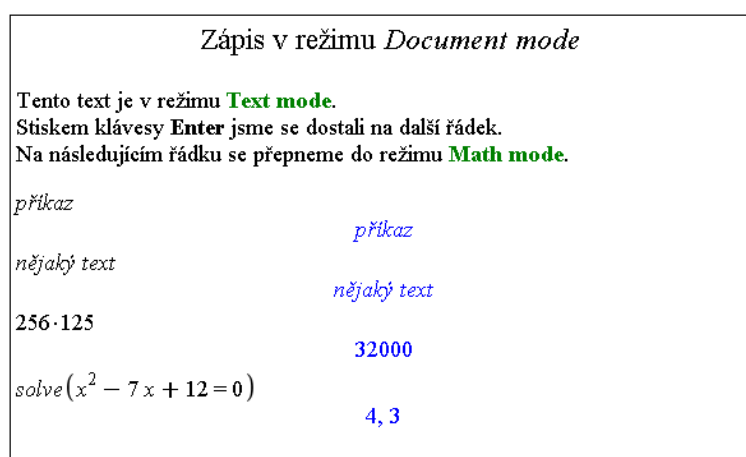 Zápis v režimu Document mode
Tento text je v režimu Text mode.
Stiskem klávesy Enter jsme se dostali na další řádek.
Na následujícím řádku se přepneme do režimu Math mode.
příkaz
příkaz
nějaký text
nějaký text
256·125
32000
solve(x² − 7 x + 12 = 0)
4, 3